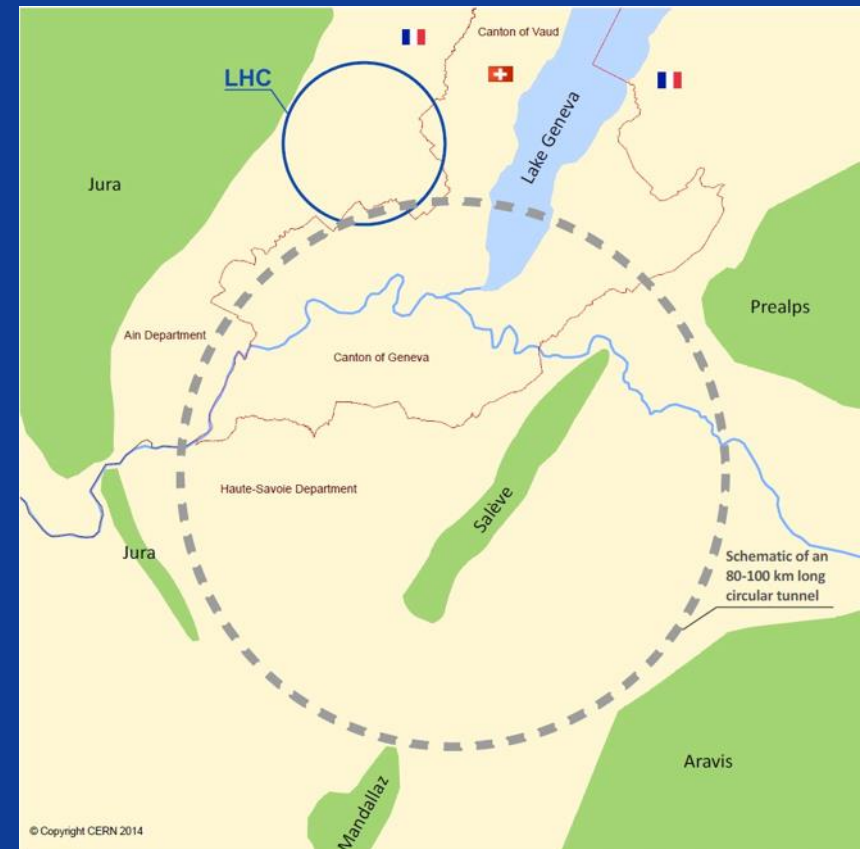 Canton of Vaud
LHC
Lake Geneva
Jura
Prealps
Ain Department
Canton of Geneva
Haute-Savoie Department
Salève
Jura
Schematic of an
80-100 km long
circular tunnel
Aravis
Mandallaz
© Copyright CERN 2014